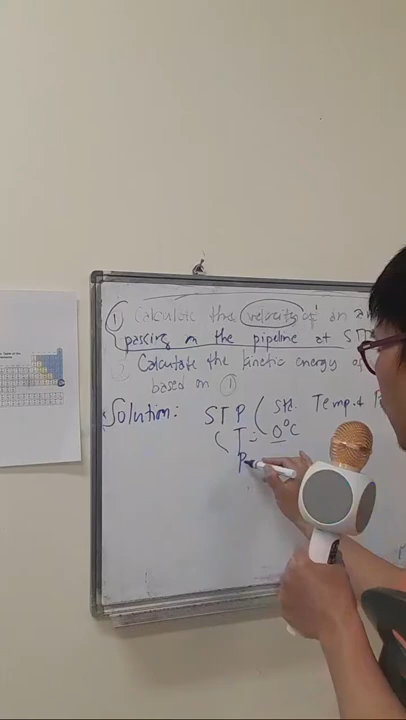 ① Calculate the velocity of an
passing on the pipeline at ST
② Calculate the kinetic energy of
based on ①
Solution: STP ( Std. Temp. &
T = 0°C
P